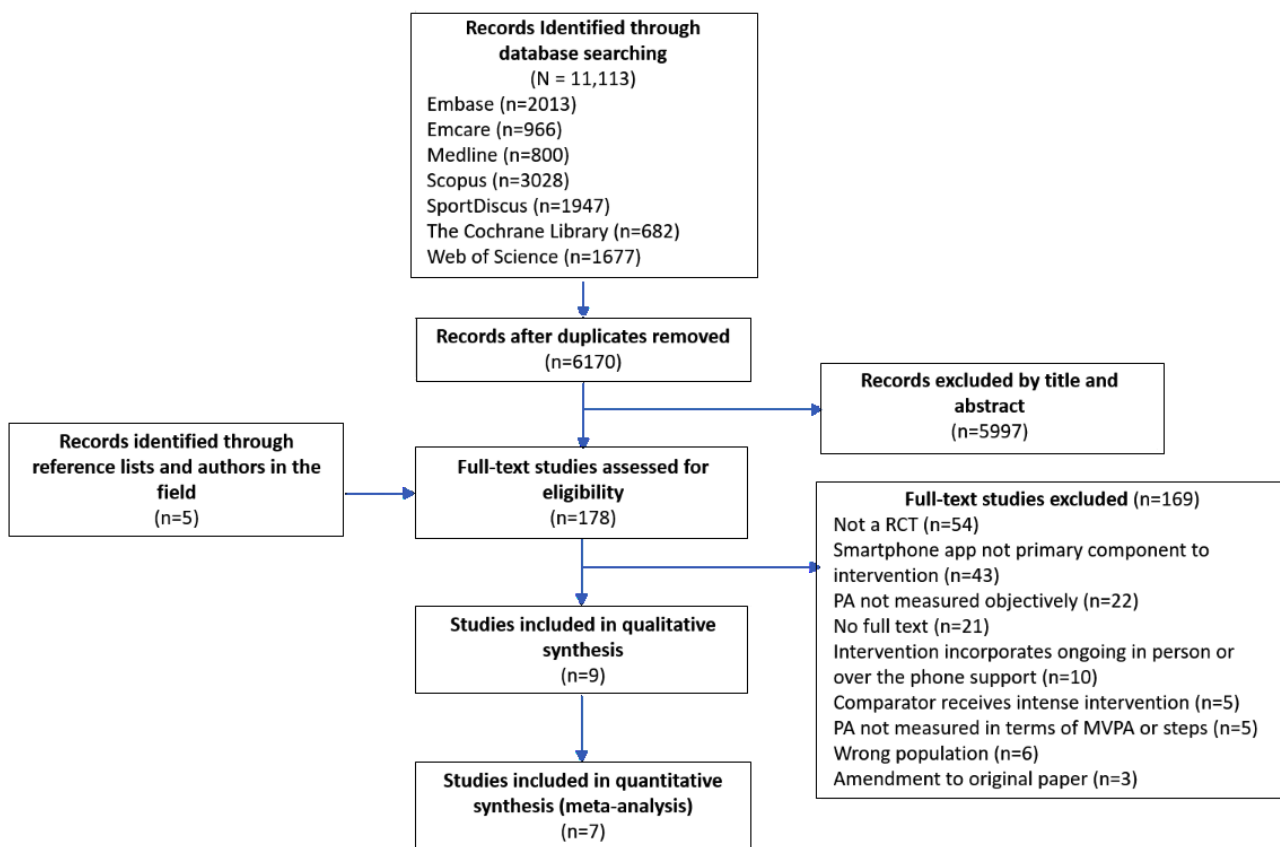 Records Identified through
database searching
(N = 11,113)
Embase (n=2013)
Emcare (n=966)
Medline (n=800)
Scopus (n=3028)
SportDiscus (n=1947)
The Cochrane Library (n=682)
Web of Science (n=1677)
Records after duplicates removed
(n=6170)
Records excluded by title and
abstract
(n=5997)
Records identified through
reference lists and authors in the
field
(n=5)
Full-text studies assessed for
eligibility
(n=178)
Full-text studies excluded (n=169)
Not a RCT (n=54)
Smartphone app not primary component to
intervention (n=43)
PA not measured objectively (n=22)
No full text (n=21)
Intervention incorporates ongoing in person or
over the phone support (n=10)
Comparator receives intense intervention (n=5)
PA not measured in terms of MVPA or steps (n=5)
Wrong population (n=6)
Amendment to original paper (n=3)
Studies included in qualitative
synthesis
(n=9)
Studies included in quantitative
synthesis (meta-analysis)
(n=7)